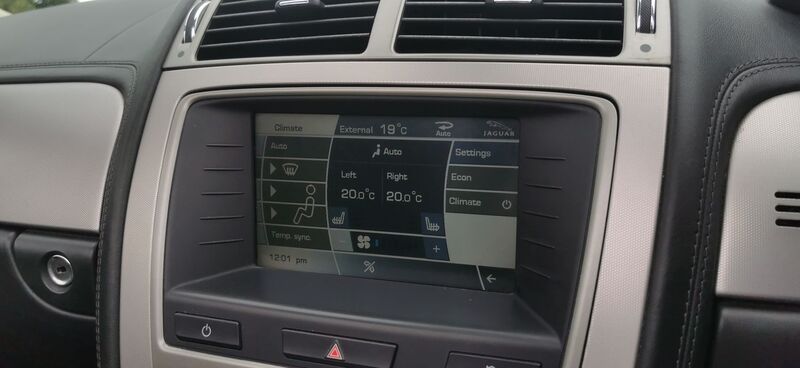 Climate
External 19°C
Auto
JAGUAR
Auto
Auto
Settings
Left
Right
Econ
20.0°C
20.0°C
Climate
Temp. sync.
- +
12:01 pm